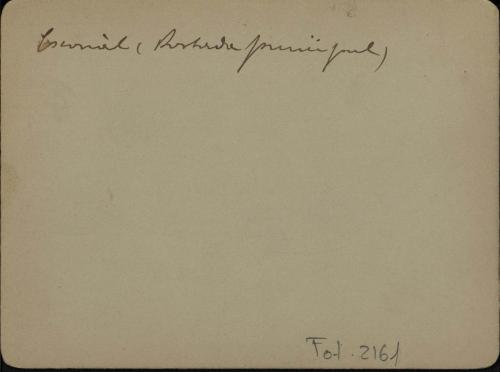 Escorial (Portada principal)
Fot. 2161